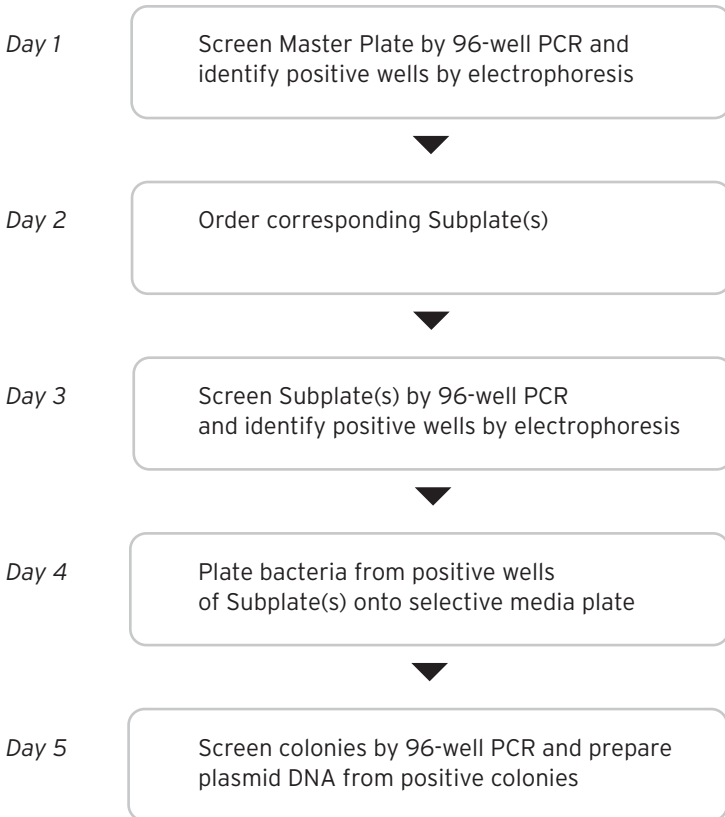 Day 1
Screen Master Plate by 96-well PCR and
identify positive wells by electrophoresis
Day 2
Order corresponding Subplate(s)
Day 3
Screen Subplate(s) by 96-well PCR
and identify positive wells by electrophoresis
Day 4
Plate bacteria from positive wells
of Subplate(s) onto selective media plate
Day 5
Screen colonies by 96-well PCR and prepare
plasmid DNA from positive colonies